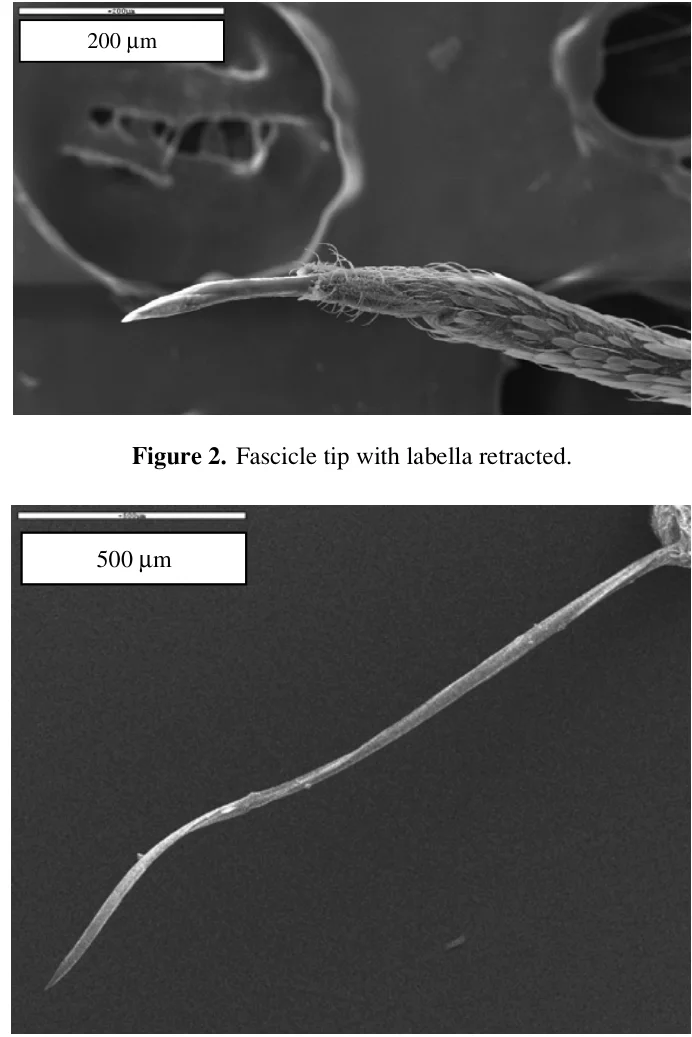 200 μm
Figure 2. Fascicle tip with labella retracted.
500 μm